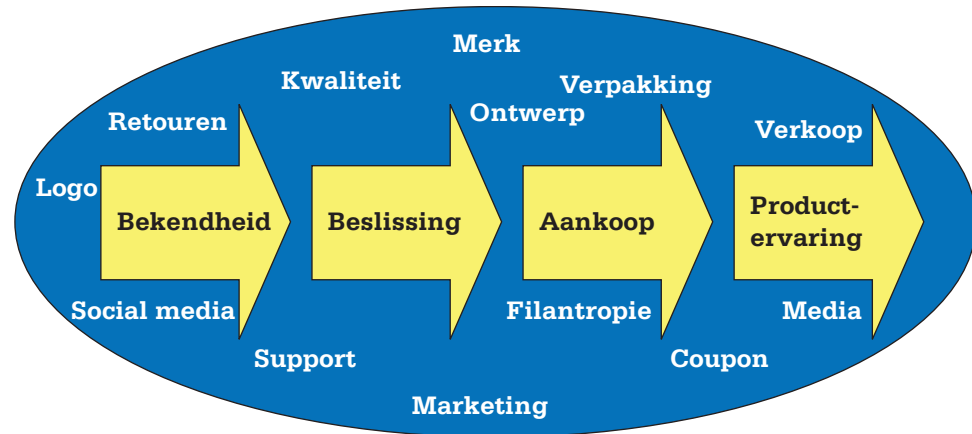 Merk
Kwaliteit
Verpakking
Ontwerp
Retouren
Verkoop
Logo
Bekendheid
Beslissing
Aankoop
Product-
ervaring
Social media
Filantropie
Media
Support
Coupon
Marketing